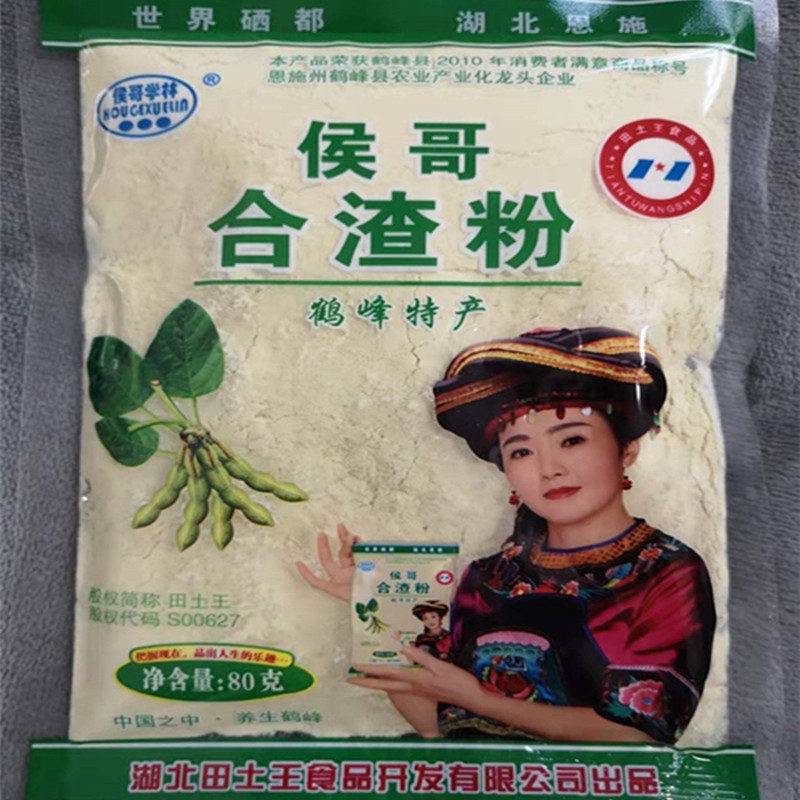 世界硒都 湖北恩施
本产品荣获鹤峰县2010年消费者满意商品称号
恩施州鹤峰县农业产业化龙头企业
侯哥学林
HOUGEXUELIN
®
田土王食品
TIANTUWANGSHIPIN
侯哥
合渣粉
鹤峰特产
侯哥
合渣粉
股权简称 田土王
股权代码 S00627
把握现在，品出人生的乐趣…
净含量:80克
中国之中·养生鹤峰
湖北田土王食品开发有限公司出品